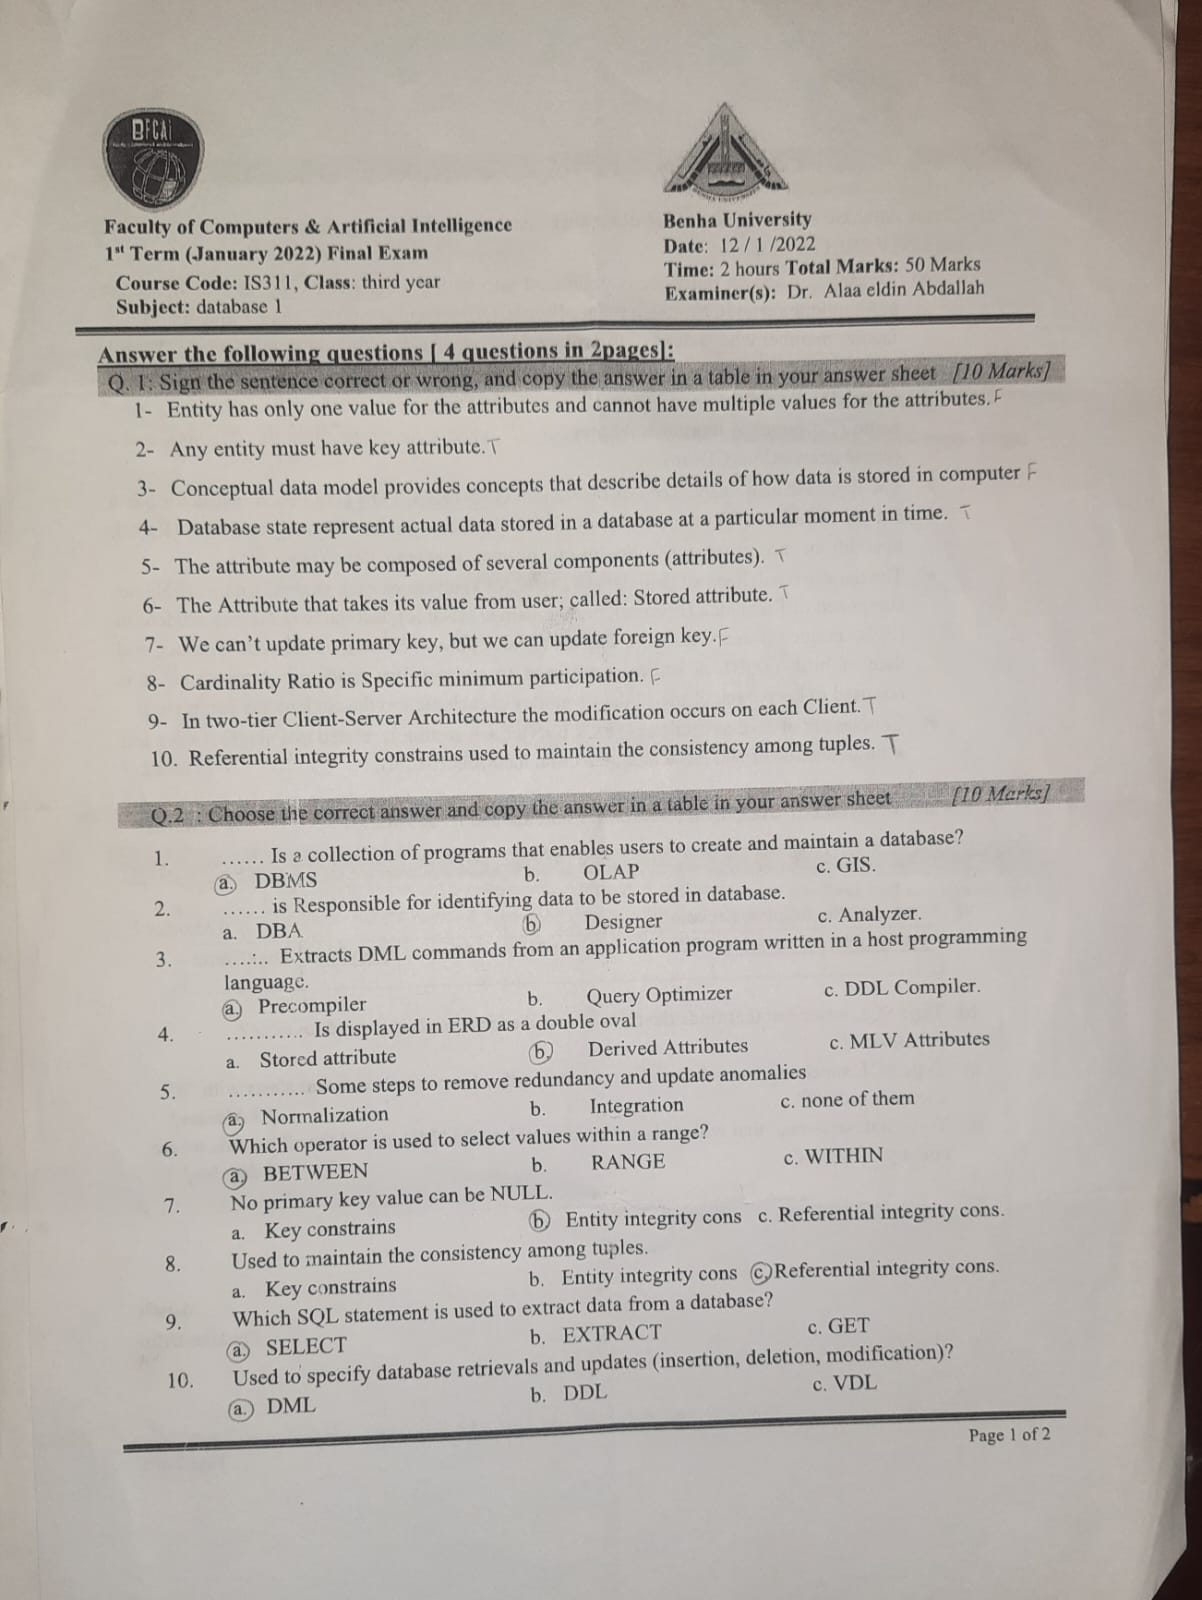 BFCAI
BENHA UNIVERSITY
Faculty of Computers & Artificial Intelligence
1st Term (January 2022) Final Exam
Course Code: IS311, Class: third year
Subject: database 1
Benha University
Date: 12 / 1 /2022
Time: 2 hours Total Marks: 50 Marks
Examiner(s): Dr. Alaa eldin Abdallah
Answer the following questions [ 4 questions in 2pages]:
Q. 1: Sign the sentence correct or wrong, and copy the answer in a table in your answer sheet [10 Marks]
1- Entity has only one value for the attributes and cannot have multiple values for the attributes. F
2- Any entity must have key attribute. T
3- Conceptual data model provides concepts that describe details of how data is stored in computer F
4- Database state represent actual data stored in a database at a particular moment in time. T
5- The attribute may be composed of several components (attributes). T
6- The Attribute that takes its value from user; called: Stored attribute. T
7- We can't update primary key, but we can update foreign key. F
8- Cardinality Ratio is Specific minimum participation. F
9- In two-tier Client-Server Architecture the modification occurs on each Client. T
10. Referential integrity constrains used to maintain the consistency among tuples. T
Q.2 : Choose the correct answer and copy the answer in a table in your answer sheet [10 Marks]
1. ...... Is a collection of programs that enables users to create and maintain a database?
a. DBMS b. OLAP c. GIS.
2. ...... is Responsible for identifying data to be stored in database.
a. DBA b Designer c. Analyzer.
3. ....:.. Extracts DML commands from an application program written in a host programming
language.
a. Precompiler b. Query Optimizer c. DDL Compiler.
4. ........... Is displayed in ERD as a double oval
a. Stored attribute b. Derived Attributes c. MLV Attributes
5. ........... Some steps to remove redundancy and update anomalies
a. Normalization b. Integration c. none of them
6. Which operator is used to select values within a range?
a. BETWEEN b. RANGE c. WITHIN
7. No primary key value can be NULL.
a. Key constrains b. Entity integrity cons c. Referential integrity cons.
8. Used to maintain the consistency among tuples.
a. Key constrains b. Entity integrity cons c. Referential integrity cons.
9. Which SQL statement is used to extract data from a database?
a. SELECT b. EXTRACT c. GET
10. Used to specify database retrievals and updates (insertion, deletion, modification)?
a. DML b. DDL c. VDL
Page 1 of 2